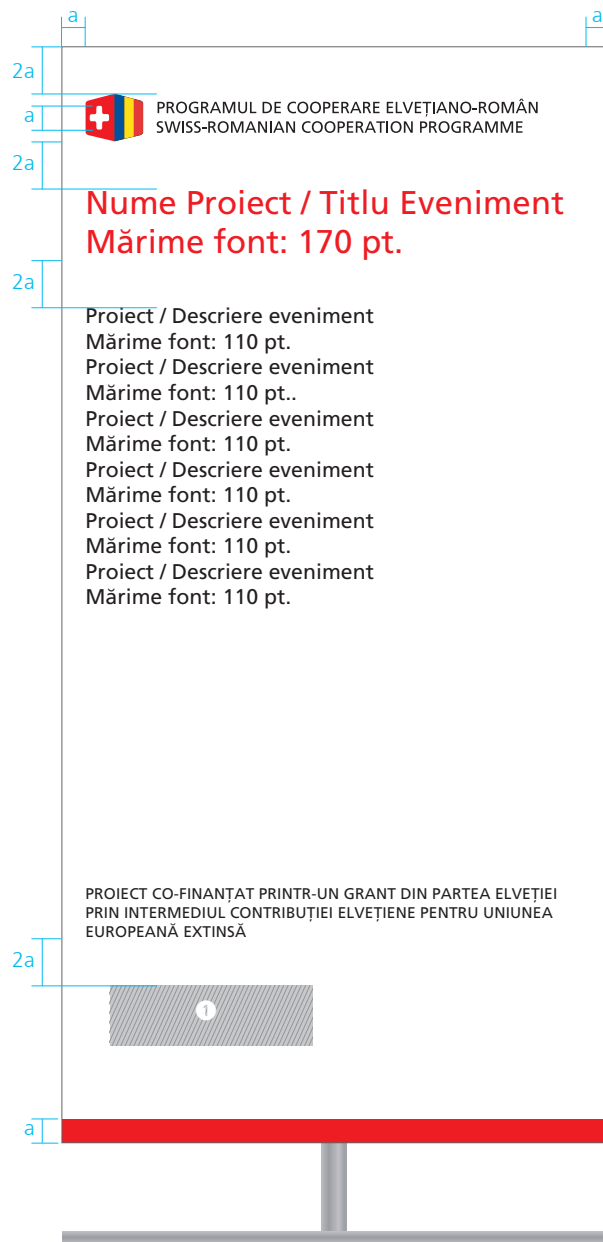 a a
2a
a
PROGRAMUL DE COOPERARE ELVEȚIANO-ROMÂN
SWISS-ROMANIAN COOPERATION PROGRAMME
2a
Nume Proiect / Titlu Eveniment
Mărime font: 170 pt.
2a
Proiect / Descriere eveniment
Mărime font: 110 pt.
Proiect / Descriere eveniment
Mărime font: 110 pt..
Proiect / Descriere eveniment
Mărime font: 110 pt.
Proiect / Descriere eveniment
Mărime font: 110 pt.
Proiect / Descriere eveniment
Mărime font: 110 pt.
Proiect / Descriere eveniment
Mărime font: 110 pt.
PROIECT CO-FINANȚAT PRINTR-UN GRANT DIN PARTEA ELVEȚIEI
PRIN INTERMEDIUL CONTRIBUȚIEI ELVEȚIENE PENTRU UNIUNEA
EUROPEANĂ EXTINSĂ
2a
1
a